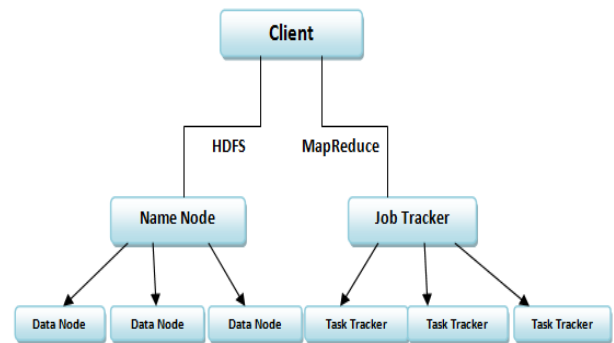 Client
HDFS
MapReduce
Name Node
Job Tracker
Data Node
Data Node
Data Node
Task Tracker
Task Tracker
Task Tracker